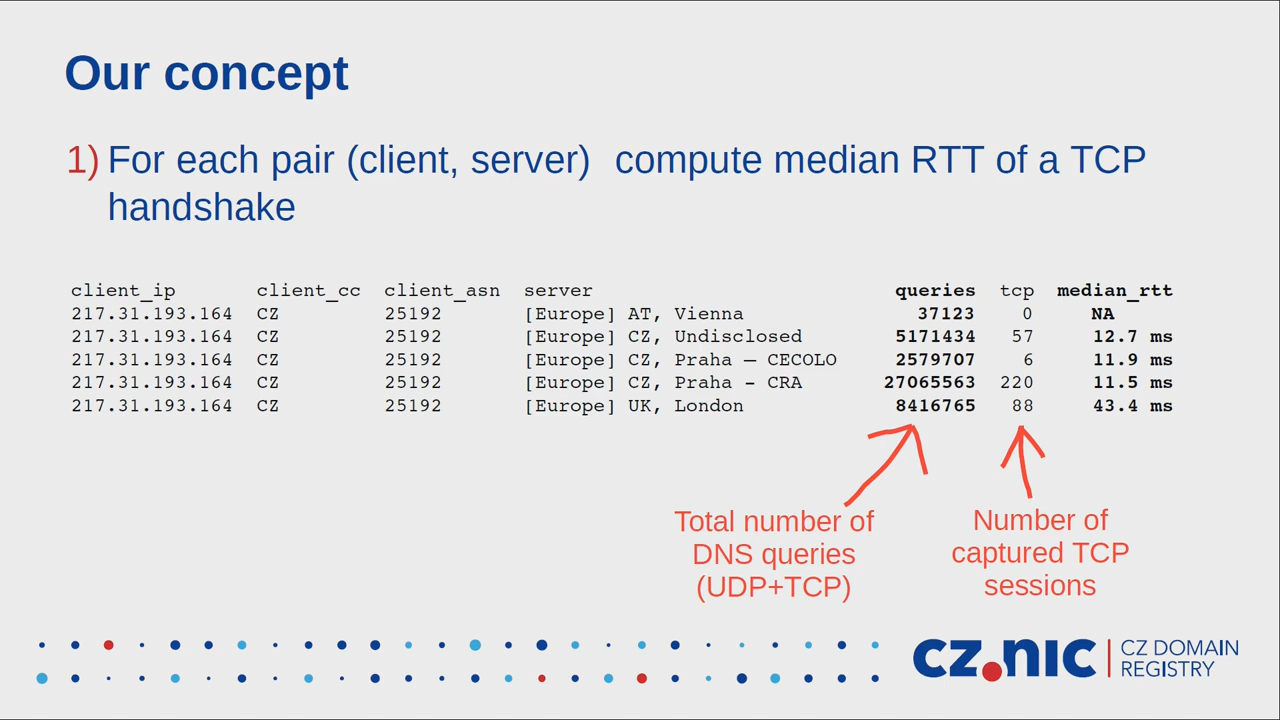 Our concept
1) For each pair (client, server)  compute median RTT of a TCP
handshake
client_ip client_cc client_asn server queries tcp median_rtt
217.31.193.164 CZ 25192 [Europe] AT, Vienna 37123 0 NA
217.31.193.164 CZ 25192 [Europe] CZ, Undisclosed 5171434 57 12.7 ms
217.31.193.164 CZ 25192 [Europe] CZ, Praha – CECOLO 2579707 6 11.9 ms
217.31.193.164 CZ 25192 [Europe] CZ, Praha - CRA 27065563 220 11.5 ms
217.31.193.164 CZ 25192 [Europe] UK, London 8416765 88 43.4 ms
Total number of
DNS queries
(UDP+TCP)
Number of
captured TCP
sessions
cz.nic
CZ DOMAIN
REGISTRY